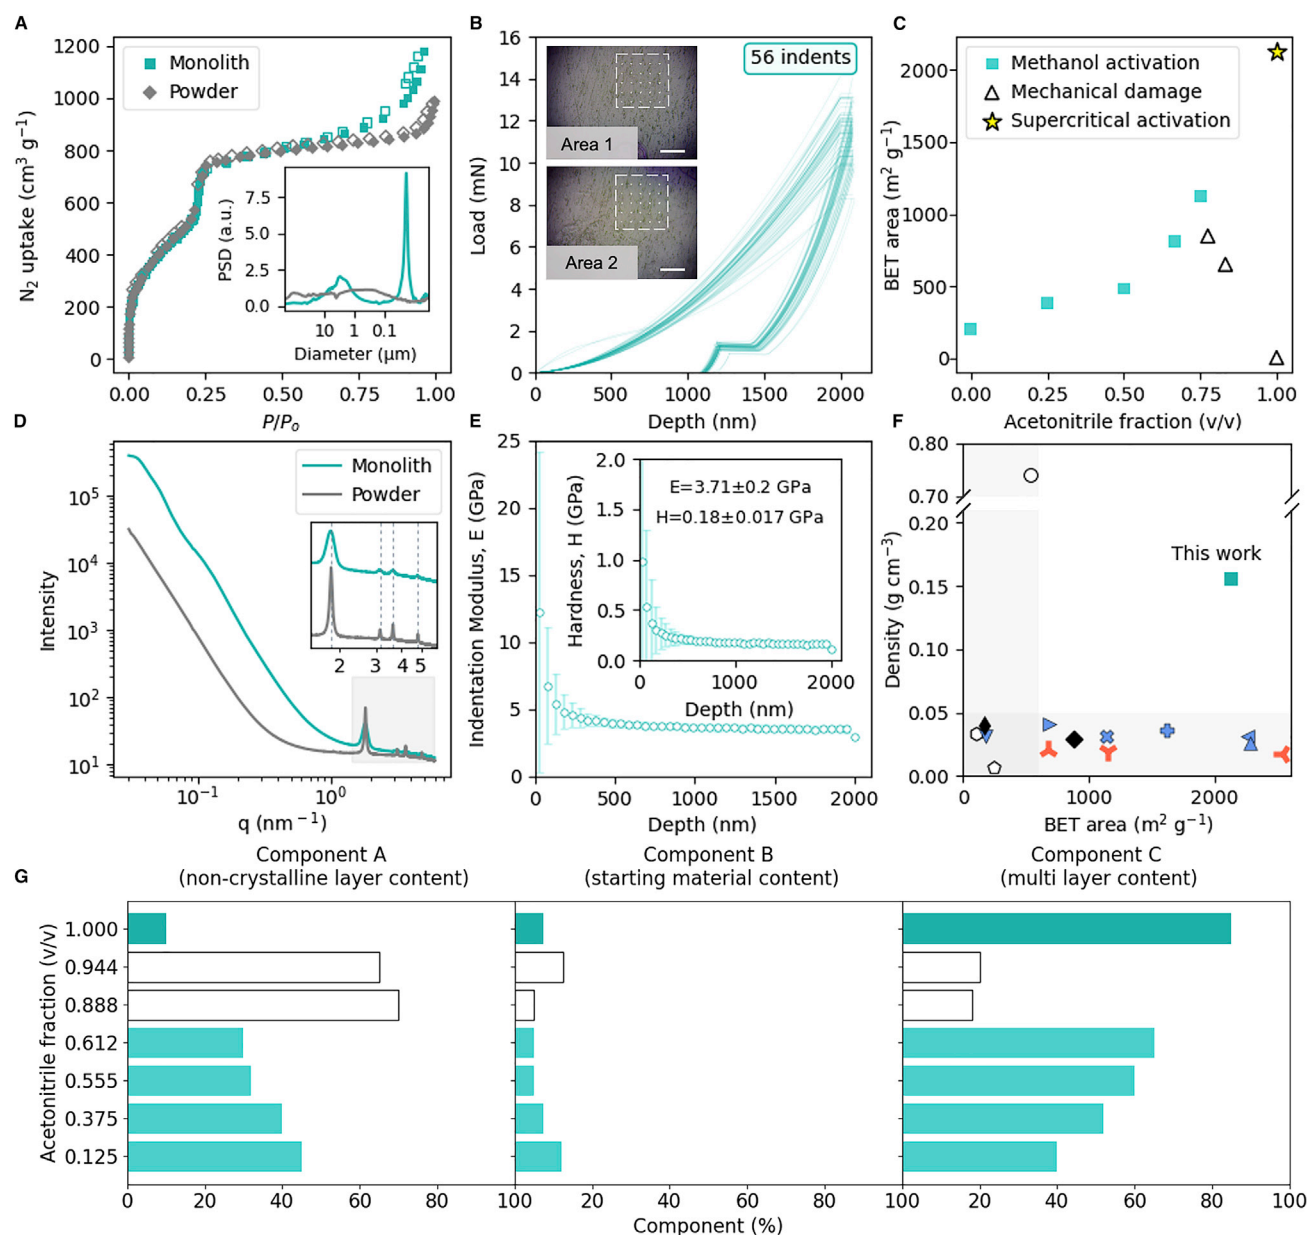 A
1200
1000
800
600
400
200
0
N₂ uptake (cm³ g⁻¹)
Monolith
Powder
7.5
5.0
2.5
0.0
PSD (a.u.)
10 1 0.1
Diameter (μm)
0.00 0.25 0.50 0.75 1.00
P/Pₒ
B
16
14
12
10
8
6
4
2
0
Load (mN)
56 indents
Area 1
Area 2
0 500 1000 1500 2000
Depth (nm)
C
2000
1500
1000
500
0
BET area (m² g⁻¹)
Methanol activation
Mechanical damage
Supercritical activation
0.00 0.25 0.50 0.75 1.00
Acetonitrile fraction (v/v)
D
10⁵
10⁴
10³
10²
10¹
Intensity
Monolith
Powder
2 3 4 5
10⁻¹ 10⁰
q (nm⁻¹)
E
25
20
15
10
5
0
Indentation Modulus, E (GPa)
2.0
1.5
1.0
0.5
0.0
Hardness, H (GPa)
E=3.71±0.2 GPa
H=0.18±0.017 GPa
0 1000 2000
Depth (nm)
0 500 1000 1500 2000
Depth (nm)
F
0.80
0.70
0.20
0.15
0.10
0.05
0.00
Density (g cm⁻³)
This work
0 1000 2000
BET area (m² g⁻¹)
G
Component A
(non-crystalline layer content)
Component B
(starting material content)
Component C
(multi layer content)
Acetonitrile fraction (v/v)
1.000
0.944
0.888
0.612
0.555
0.375
0.125
0 20 40 60 80 100 20 40 60 80 100 20 40 60 80 100
Component (%)